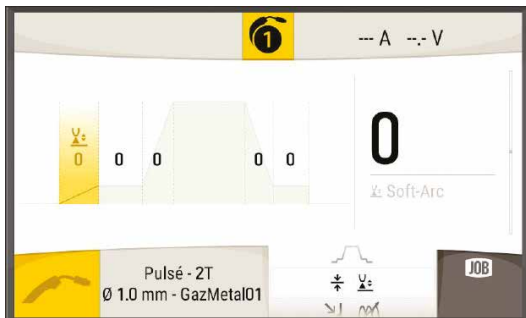 1
--- A --.- V
0
0 0 0 0 0
Soft-Arc
Pulsé - 2T
Ø 1.0 mm - GazMetal01
JOB